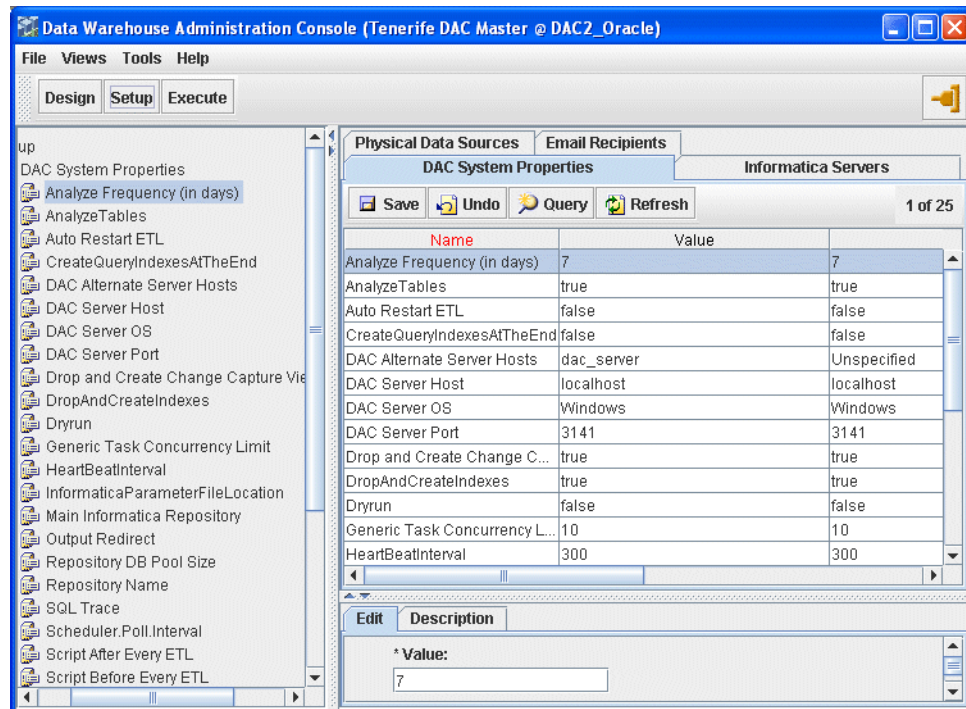 Data Warehouse Administration Console (Tenerife DAC Master @ DAC2_Oracle)
File Views Tools Help
Design Setup Execute
up
DAC System Properties
Analyze Frequency (in days)
AnalyzeTables
Auto Restart ETL
CreateQueryIndexesAtTheEnd
DAC Alternate Server Hosts
DAC Server Host
DAC Server OS
DAC Server Port
Drop and Create Change Capture Vie
DropAndCreateIndexes
Dryrun
Generic Task Concurrency Limit
HeartBeatInterval
InformaticaParameterFileLocation
Main Informatica Repository
Output Redirect
Repository DB Pool Size
Repository Name
SQL Trace
Scheduler.Poll.Interval
Script After Every ETL
Script Before Every ETL
Physical Data Sources Email Recipients
DAC System Properties Informatica Servers
Save Undo Query Refresh 1 of 25
Name Value
Analyze Frequency (in days) 7 7
AnalyzeTables true true
Auto Restart ETL false false
CreateQueryIndexesAtTheEnd false false
DAC Alternate Server Hosts dac_server Unspecified
DAC Server Host localhost localhost
DAC Server OS Windows Windows
DAC Server Port 3141 3141
Drop and Create Change C... true true
DropAndCreateIndexes true true
Dryrun false false
Generic Task Concurrency L... 10 10
HeartBeatInterval 300 300
Edit Description
* Value:
7